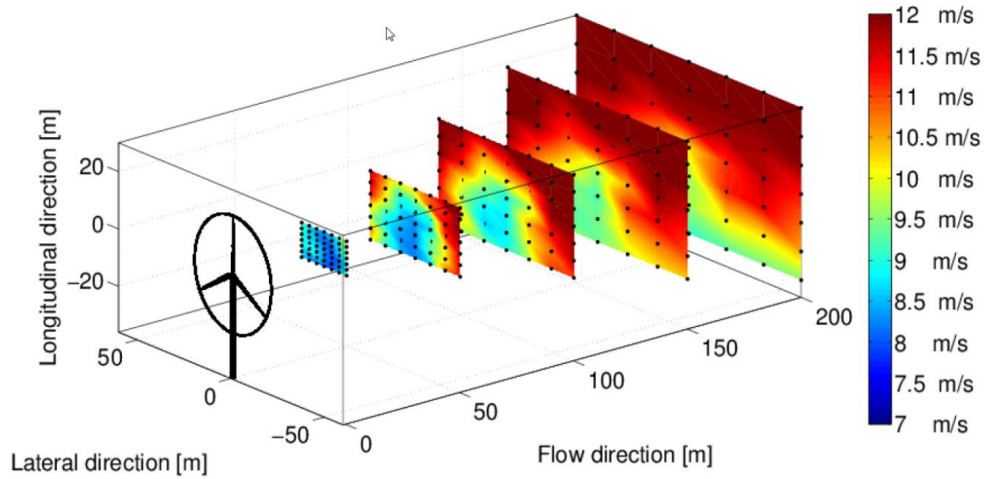 12 m/s
11.5 m/s
11 m/s
10.5 m/s
10 m/s
9.5 m/s
9 m/s
8.5 m/s
8 m/s
7.5 m/s
7 m/s
Longitudinal direction [m]
20
0
−20
50
0
−50
Lateral direction [m]
0
50
100
150
200
Flow direction [m]